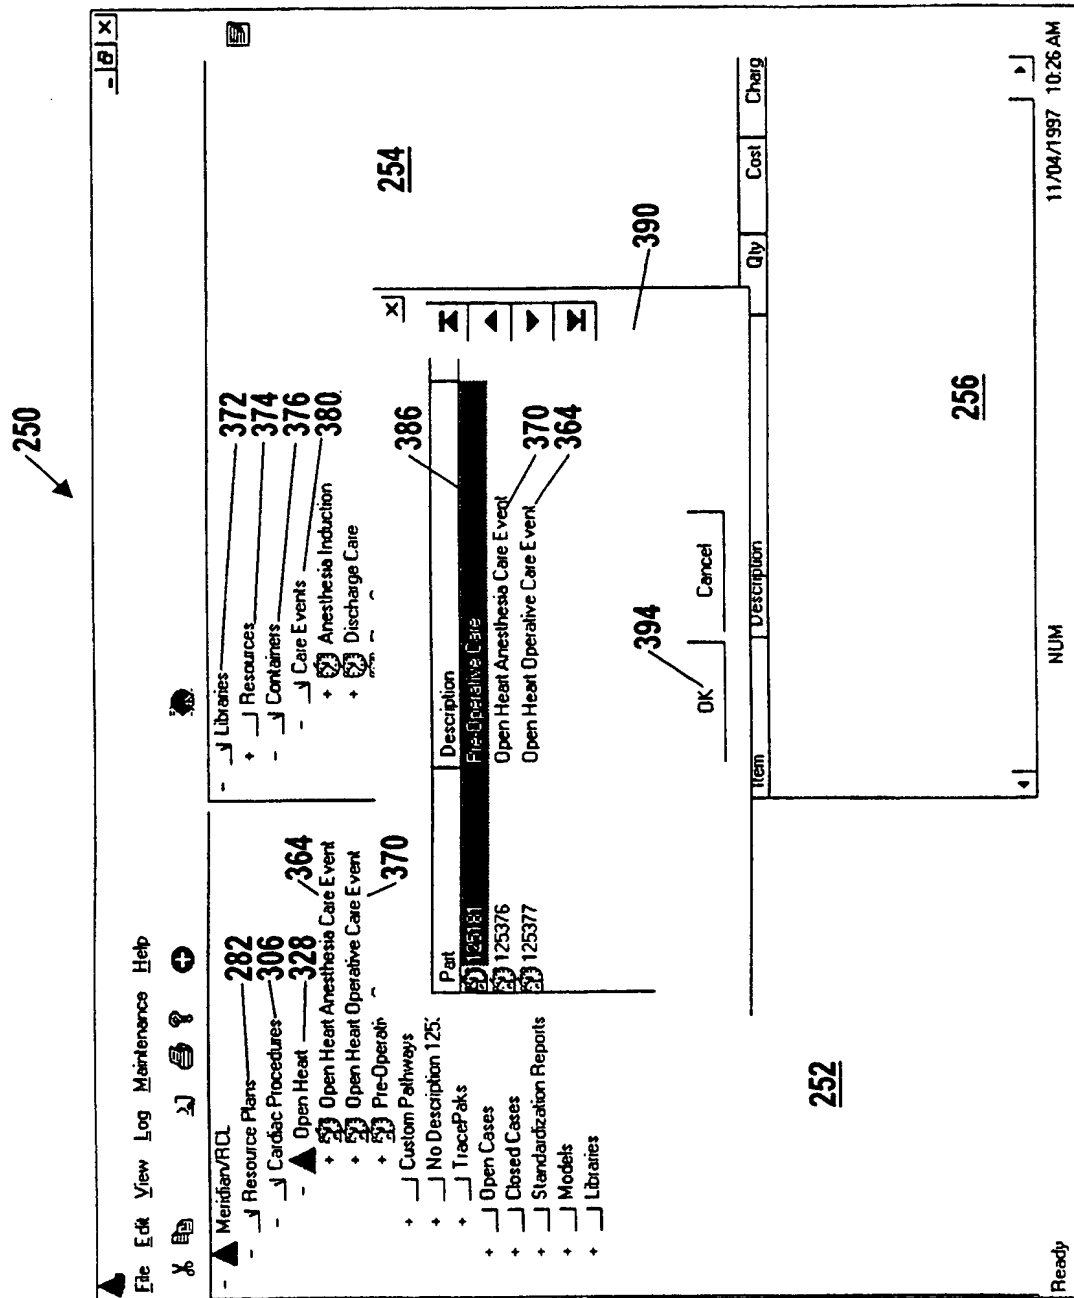 250
File Edit View Log Maintenance Help
Meridian/RCL
Resource Plans 282
Cardiac Procedures 306
Open Heart 328
Open Heart Anesthesia Care Event 364
Open Heart Operative Care Event 370
Pre-Operativ
Custom Pathways
No Description 125:
TracePaks
Open Cases
Closed Cases
Standardization Reports
Models
Libraries
252
Libraries 372
Resources 374
Containers 376
Care Events 380
Anesthesia Induction
Discharge Care
254
386
Part Description
125181 Pre-Operative Care
125376 Open Heart Anesthesia Care Event 370
125377 Open Heart Operative Care Event 364
390
394
OK Cancel
Item Description Qty Cost Charg
256
Ready NUM 11/04/1997 10:26 AM